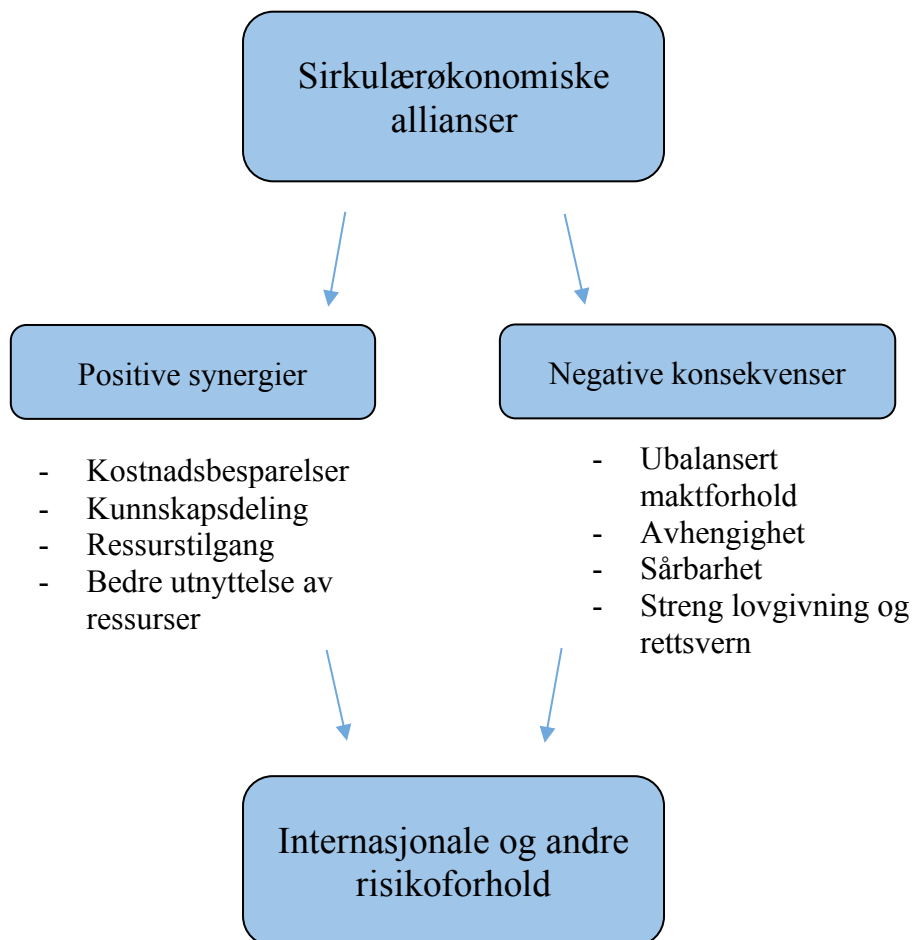 Sirkulærøkonomiske
allianser
Positive synergier
- Kostnadsbesparelser
- Kunnskapsdeling
- Ressurstilgang
- Bedre utnyttelse av
ressurser
Negative konsekvenser
- Ubalansert
maktforhold
- Avhengighet
- Sårbarhet
- Streng lovgivning og
rettsvern
Internasjonale og andre
risikoforhold